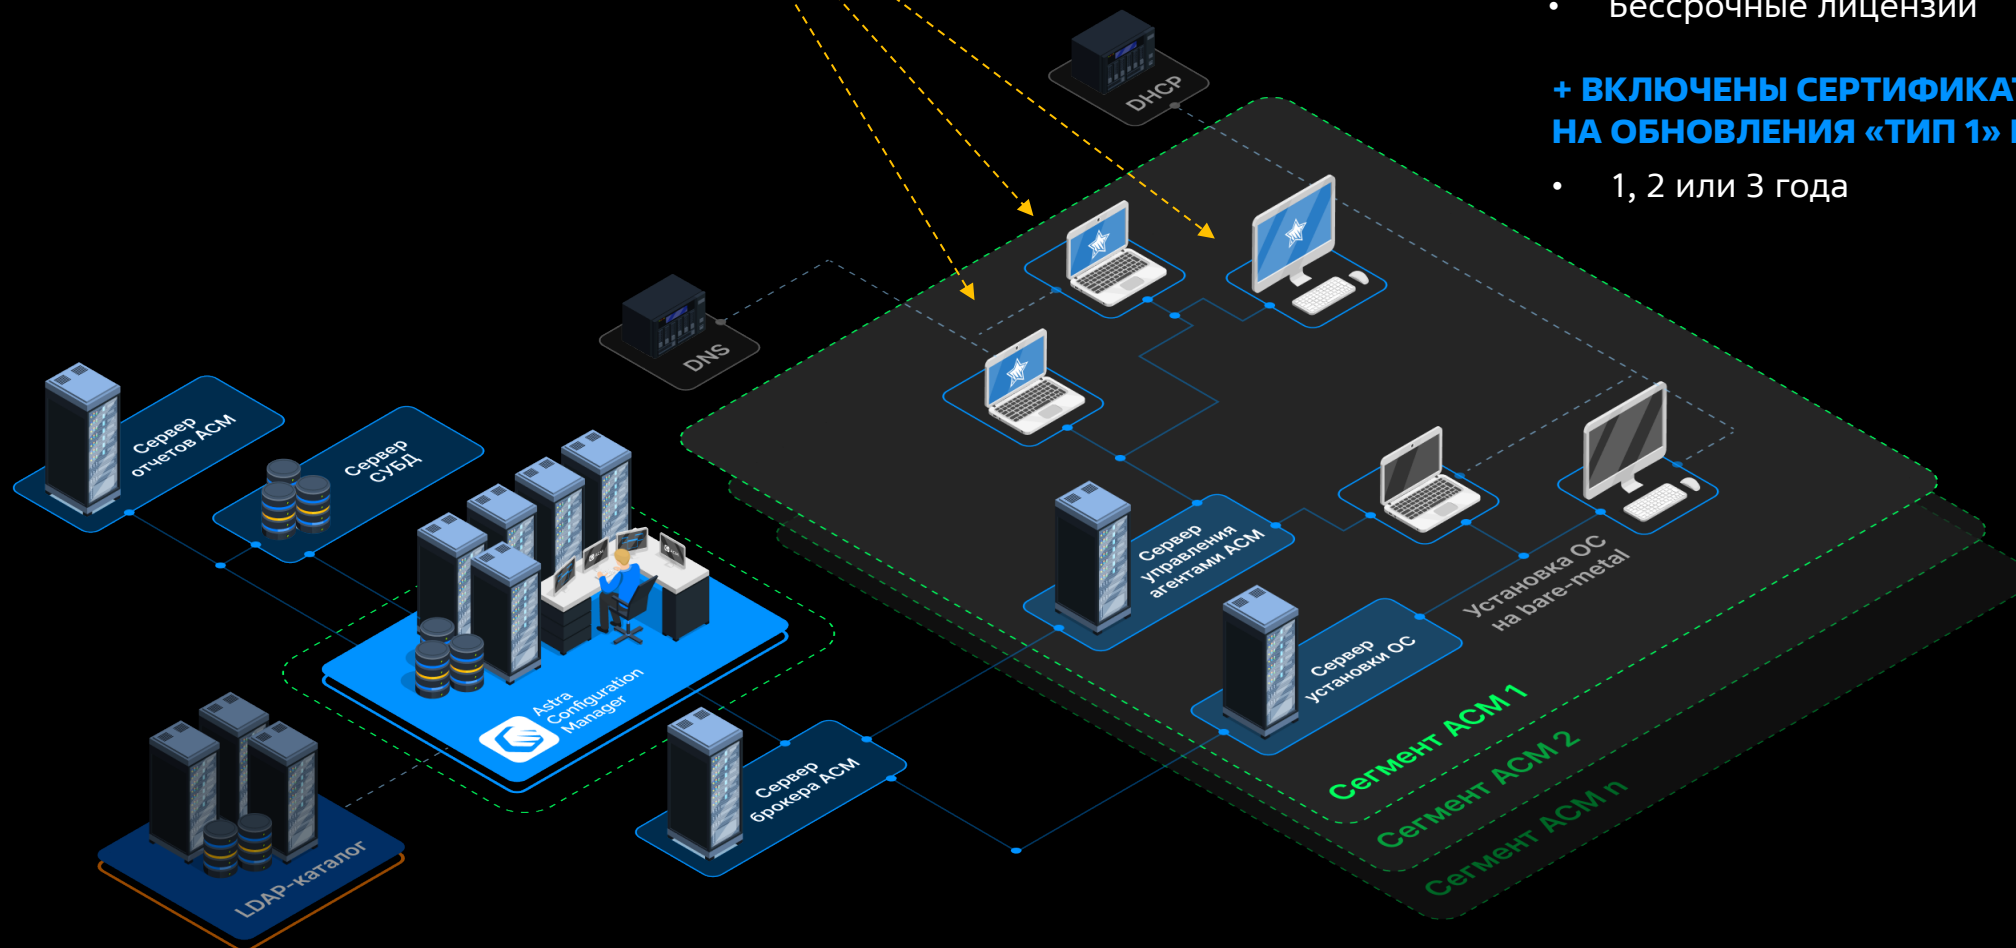 • Бессрочные лицензии
+ ВКЛЮЧЕНЫ СЕРТИФИКАТ
НА ОБНОВЛЕНИЯ «ТИП 1»
• 1, 2 или 3 года
DHCP
DNS
Сервер
отчетов ACM
Сервер
СУБД
Astra
Configuration
Manager
LDAP-каталог
Сервер
брокера ACM
Сервер
управления
агентами ACM
Сервер
установки ОС
Установка ОС
на bare-metal
Сегмент ACM 1
Сегмент ACM 2
Сегмент ACM n